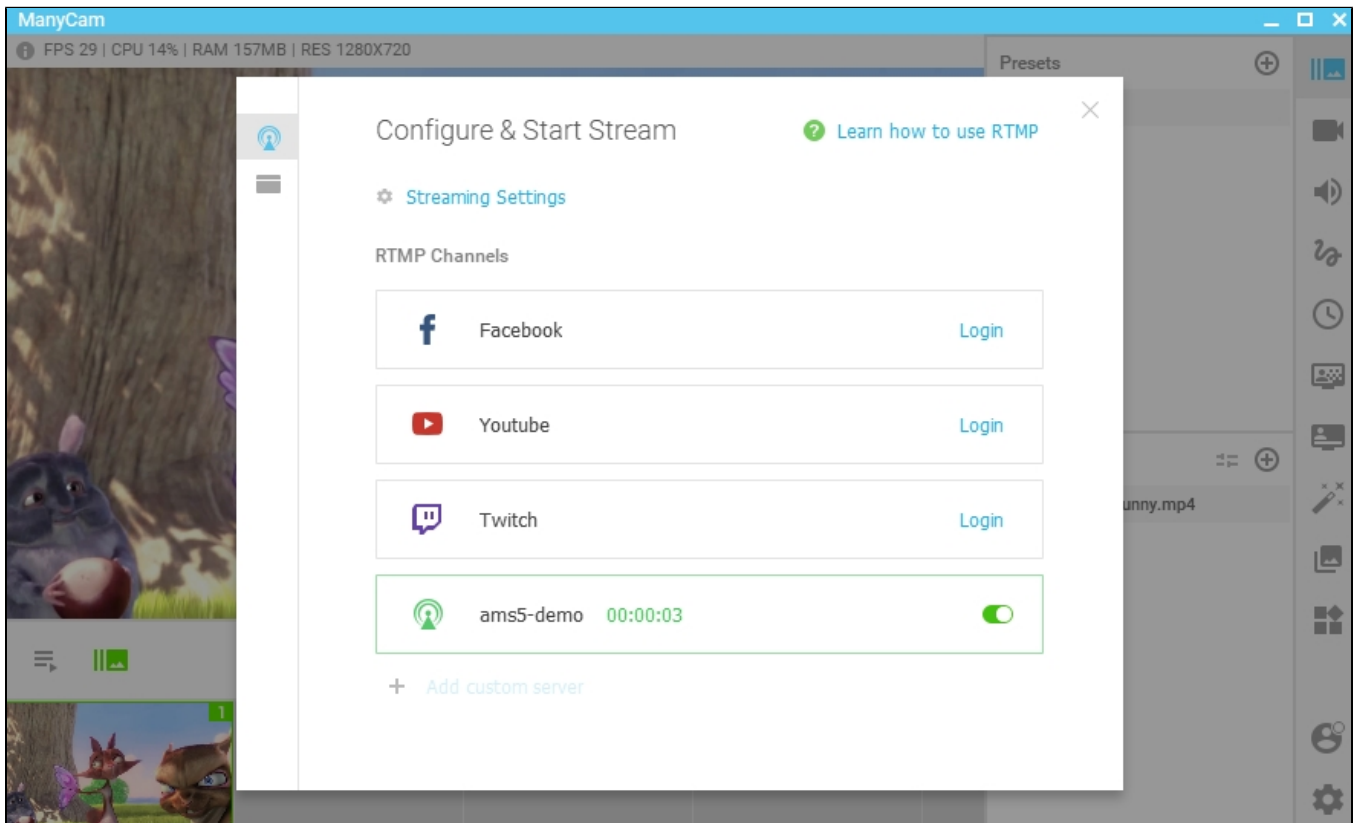 ManyCam
FPS 29 | CPU 14% | RAM 157MB | RES 1280X720
Presets
Configure & Start Stream
Learn how to use RTMP
Streaming Settings
RTMP Channels
Facebook Login
Youtube Login
Twitch Login
ams5-demo 00:00:03
Add custom server
unny.mp4
1